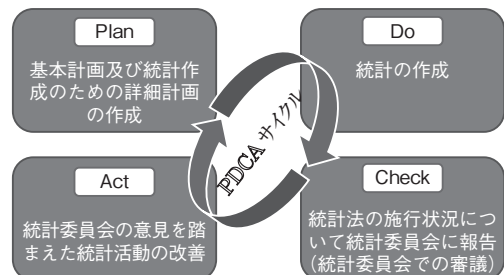 Plan
基本計画及び統計作
成のための詳細計画
の作成
Do
統計の作成
PDCAサイクル
Act
統計委員会の意見を踏
まえた統計活動の改善
Check
統計法の施行状況につ
いて統計委員会に報告
(統計委員会での審議)